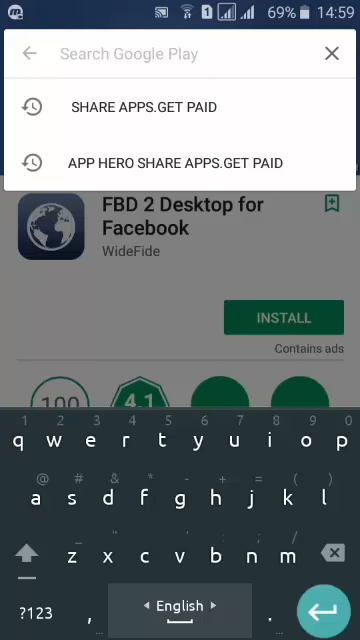 1 69% 14:59
Search Google Play
SHARE APPS.GET PAID
APP HERO SHARE APPS.GET PAID
FBD 2 Desktop for
Facebook
WideFide
INSTALL
Contains ads
100 4.1
1 2 3 4 5 6 7 8 9 0
q w e r t y u i o p
@ # & * - + = ( )
a s d f g h j k l
_ " ' : ; /
z x c v b n m
?123 , English .